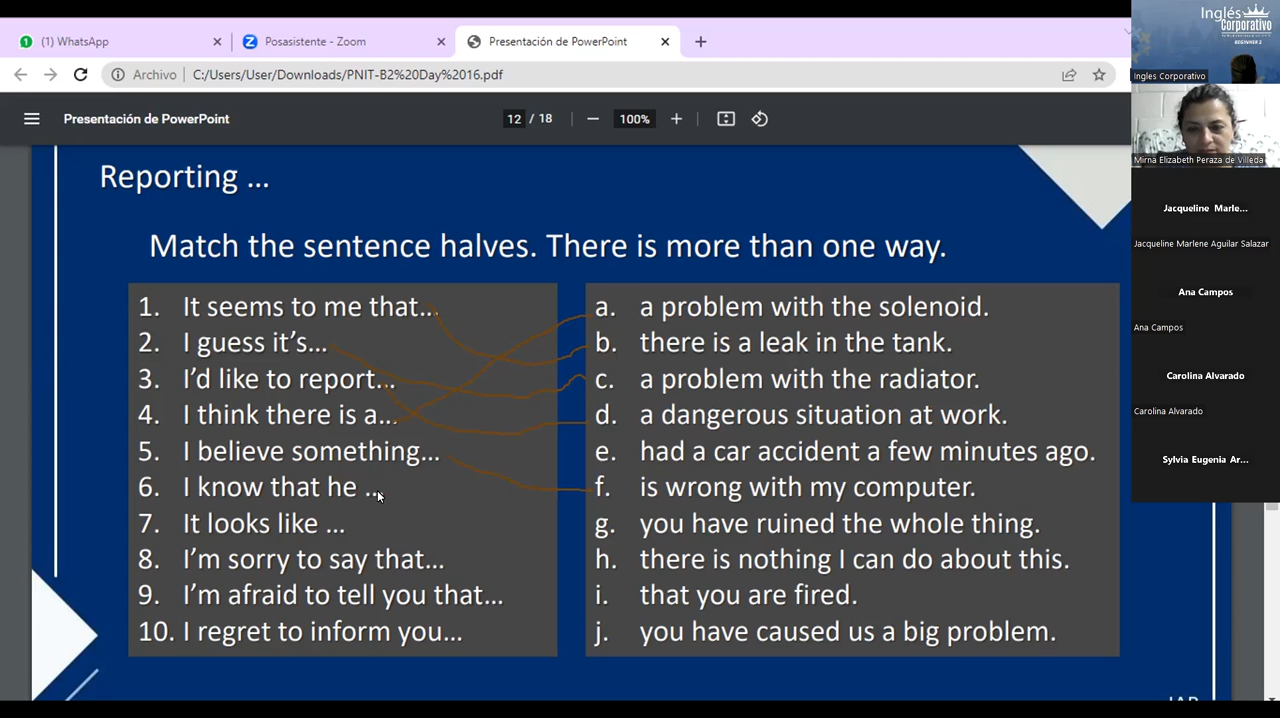 (1) WhatsApp
Posasistente - Zoom
Presentación de PowerPoint
Archivo
C:/Users/User/Downloads/PNIT-B2%20Day%2016.pdf
Presentación de PowerPoint
12 / 18
100%
Reporting ...
Match the sentence halves. There is more than one way.
1. It seems to me that...
2. I guess it's...
3. I'd like to report...
4. I think there is a...
5. I believe something...
6. I know that he ...
7. It looks like ...
8. I'm sorry to say that...
9. I'm afraid to tell you that...
10. I regret to inform you...
a. a problem with the solenoid.
b. there is a leak in the tank.
c. a problem with the radiator.
d. a dangerous situation at work.
e. had a car accident a few minutes ago.
f. is wrong with my computer.
g. you have ruined the whole thing.
h. there is nothing I can do about this.
i. that you are fired.
j. you have caused us a big problem.
Inglés
Corporativo
BEGINNER 2
Ingles Corporativo
Mirna Elizabeth Peraza de Villeda
Jacqueline Marle...
Jacqueline Marlene Aguilar Salazar
Ana Campos
Ana Campos
Carolina Alvarado
Carolina Alvarado
Sylvia Eugenia Ar...